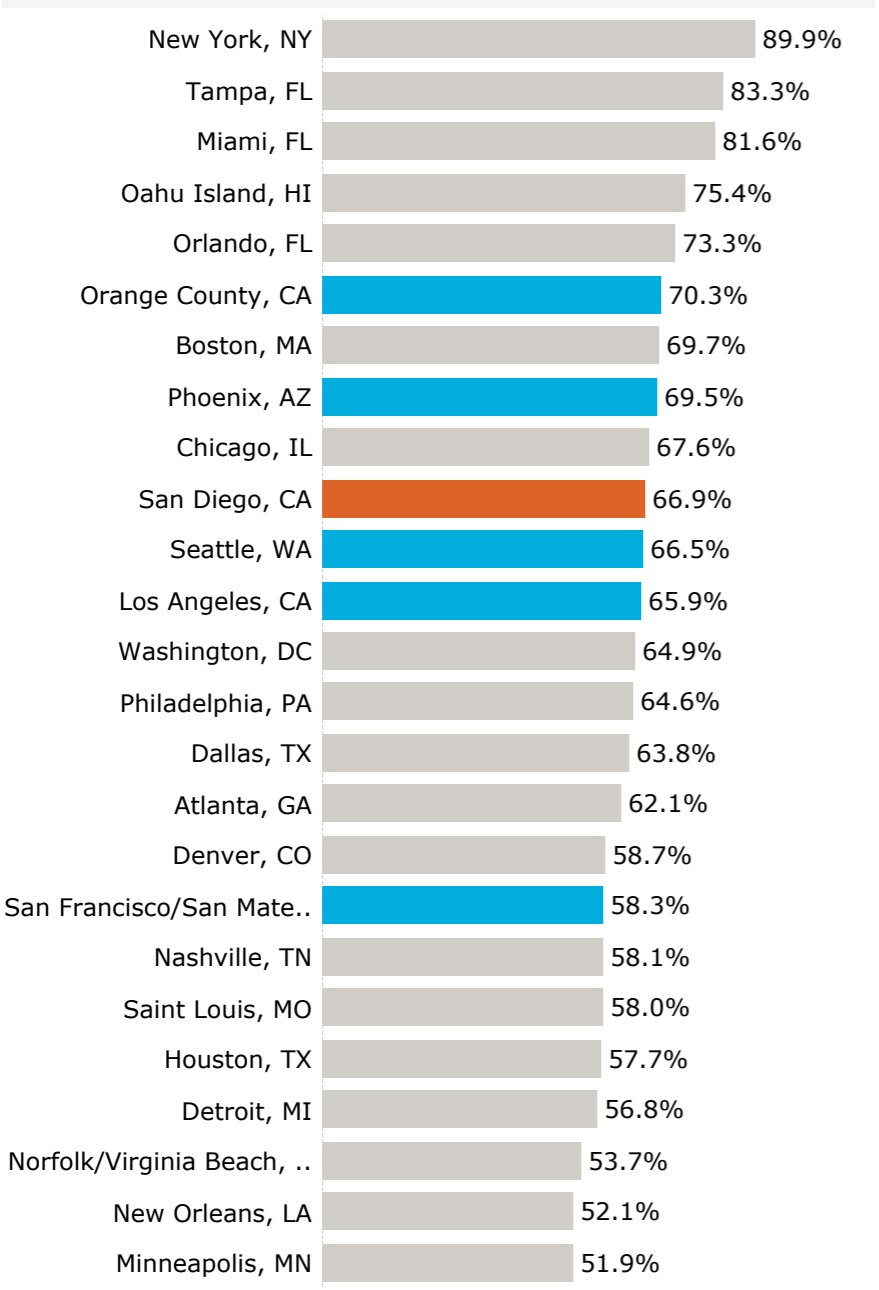 New York, NY 89.9%
Tampa, FL 83.3%
Miami, FL 81.6%
Oahu Island, HI 75.4%
Orlando, FL 73.3%
Orange County, CA 70.3%
Boston, MA 69.7%
Phoenix, AZ 69.5%
Chicago, IL 67.6%
San Diego, CA 66.9%
Seattle, WA 66.5%
Los Angeles, CA 65.9%
Washington, DC 64.9%
Philadelphia, PA 64.6%
Dallas, TX 63.8%
Atlanta, GA 62.1%
Denver, CO 58.7%
San Francisco/San Mate.. 58.3%
Nashville, TN 58.1%
Saint Louis, MO 58.0%
Houston, TX 57.7%
Detroit, MI 56.8%
Norfolk/Virginia Beach, .. 53.7%
New Orleans, LA 52.1%
Minneapolis, MN 51.9%